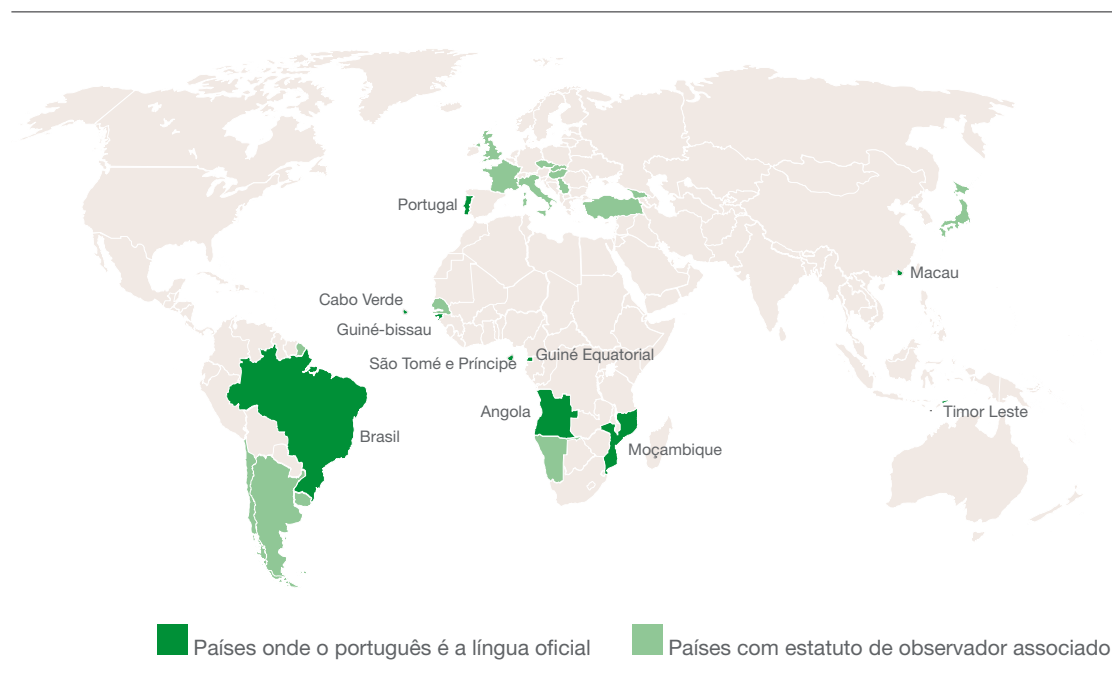 Portugal
Macau
Cabo Verde
Guiné-bissau
São Tomé e Príncipe
Guiné Equatorial
Angola
Timor Leste
Brasil
Moçambique
Países onde o português é a língua oficial
Países com estatuto de observador associado